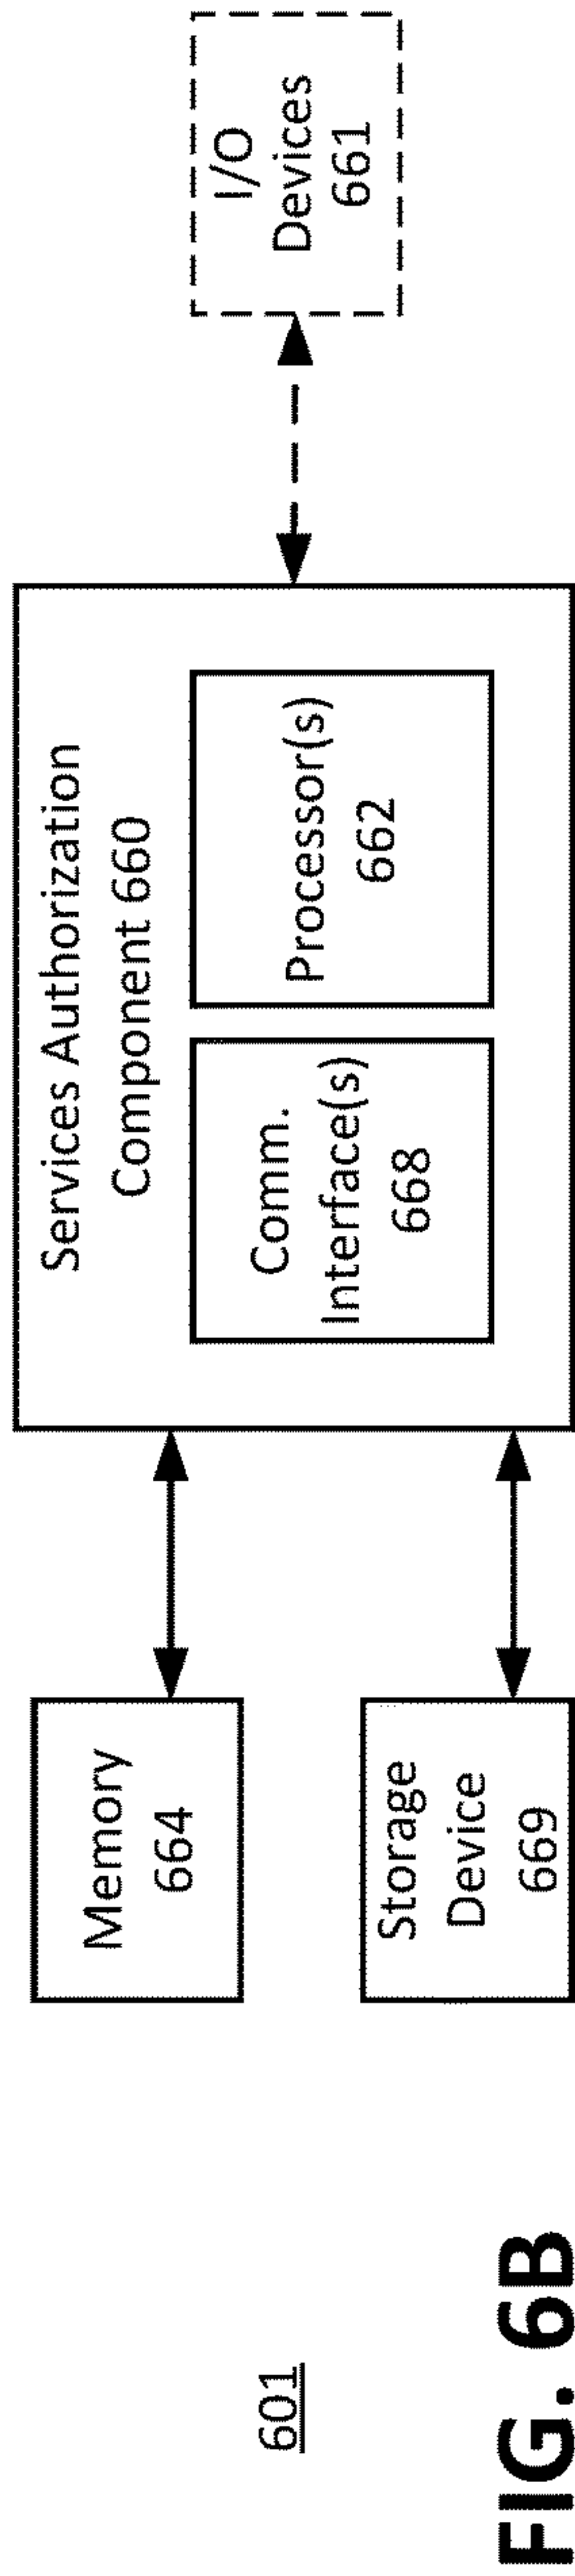 601
Memory
664
Storage
Device
669
Services Authorization
Component 660
Comm.
Interface(s)
668
Processor(s)
662
I/O
Devices
661
FIG. 6B